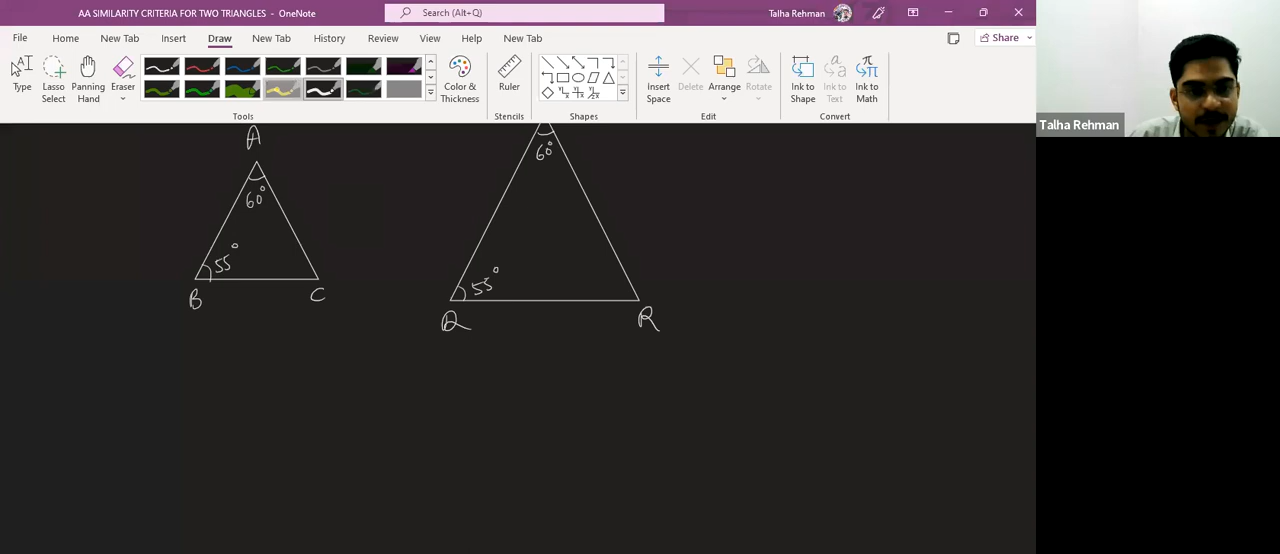 AA SIMILARITY CRITERIA FOR TWO TRIANGLES - OneNote
Search (Alt+Q)
Talha Rehman
File Home New Tab Insert Draw New Tab History Review View Help New Tab
Share
Type
Lasso Select
Panning Hand
Eraser
Color & Thickness
Ruler
Insert Space
Delete
Arrange
Rotate
Ink to Shape
Ink to Text
Ink to Math
Tools
Stencils
Shapes
Edit
Convert
Talha Rehman
A
60°
55°
B
C
60°
55°
Q
R